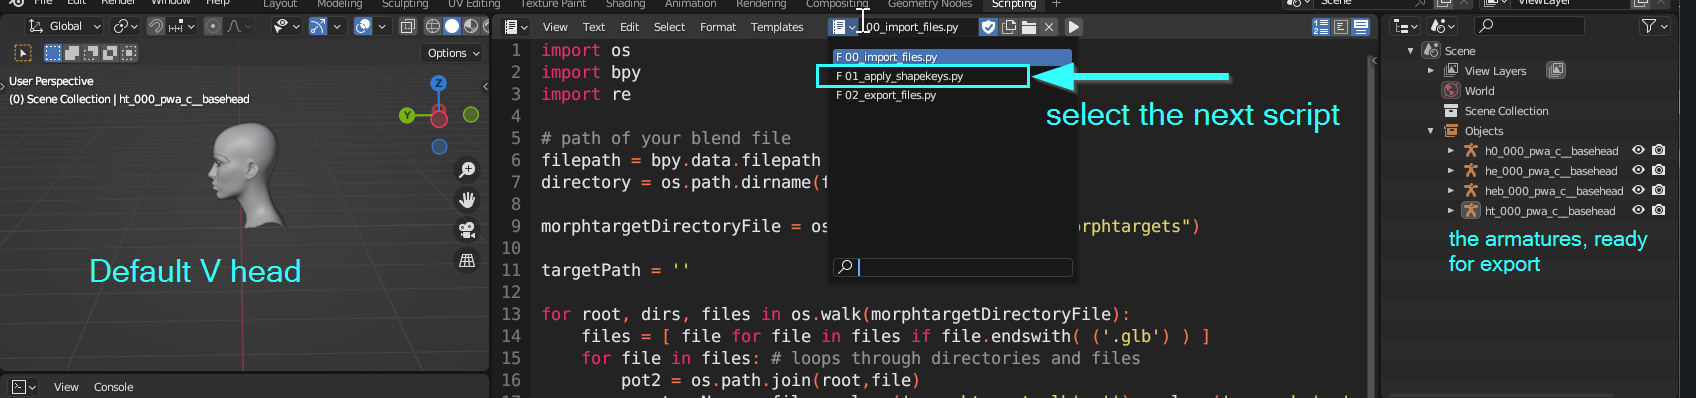 File Edit Render Window Help Layout Modeling Sculpting UV Editing Texture Paint Shading Animation Rendering Compositing Geometry Nodes Scripting + Scene ViewLayer
Global
View Text Edit Select Format Templates
00_import_files.py
Options
User Perspective
(0) Scene Collection | ht_000_pwa_c__basehead
Z
Y
Default V head
View Console
1 import os
2 import bpy
3 import re
4
5 # path of your blend file
6 filepath = bpy.data.filepath
7 directory = os.path.dirname(f
8
9 morphtargetDirectoryFile = os rphtargets")
10
11 targetPath = ''
12
13 for root, dirs, files in os.walk(morphtargetDirectoryFile):
14 files = [ file for file in files if file.endswith( ('.glb') ) ]
15 for file in files: # loops through directories and files
16 pot2 = os.path.join(root,file)
F 00_import_files.py
F 01_apply_shapekeys.py
F 02_export_files.py
select the next script
Scene
View Layers
World
Scene Collection
Objects
h0_000_pwa_c__basehead
he_000_pwa_c__basehead
heb_000_pwa_c__basehead
ht_000_pwa_c__basehead
the armatures, ready
for export